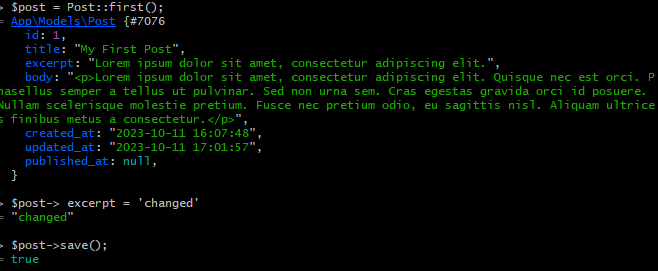 > $post = Post::first();
= App\Models\Post {#7076
id: 1,
title: "My First Post",
excerpt: "Lorem ipsum dolor sit amet, consectetur adipiscing elit.",
body: "<p>Lorem ipsum dolor sit amet, consectetur adipiscing elit. Quisque nec est orci. P
hasellus semper a tellus ut pulvinar. Sed non urna sem. Cras egestas gravida orci id posuere.
Nullam scelerisque molestie pretium. Fusce nec pretium odio, eu sagittis nisl. Aliquam ultrice
s finibus metus a consectetur.</p>",
created_at: "2023-10-11 16:07:48",
updated_at: "2023-10-11 17:01:57",
published_at: null,
}
> $post-> excerpt = 'changed'
= "changed"
> $post->save();
= true